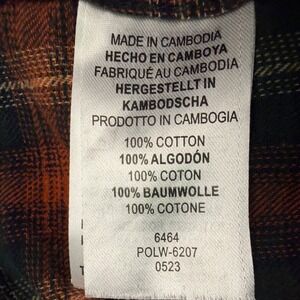 MADE IN CAMBODIA
HECHO EN CAMBOYA
FABRIQUÉ AU CAMBODIA
HERGESTELLT IN
KAMBODSCHA
PRODOTTO IN CAMBOGIA
100% COTTON
100% ALGODÓN
100% COTON
100% BAUMWOLLE
100% COTONE
6464
POLW-6207
0523